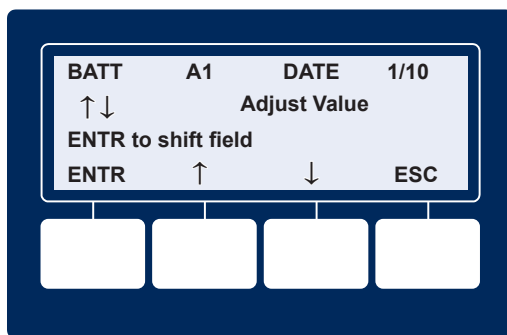 BATT A1 DATE 1/10
↑↓ Adjust Value
ENTR to shift field
ENTR ↑ ↓ ESC